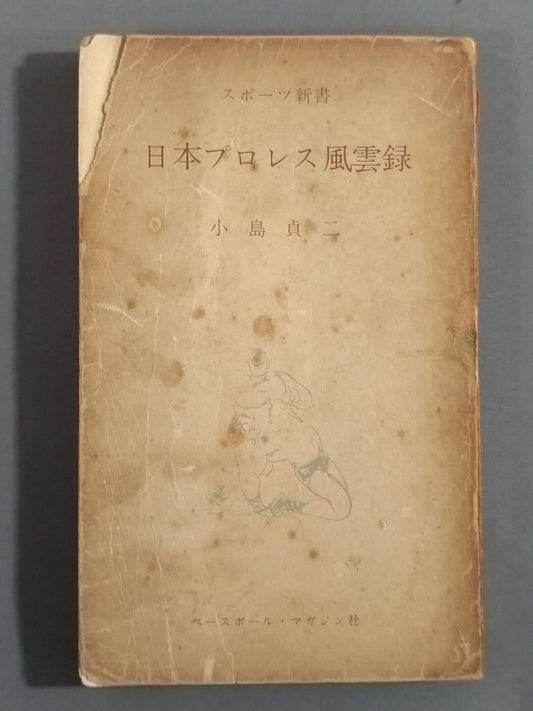 スポーツ新書
日本プロレス風雲録
小島貞二
ベースボール・マガジン社